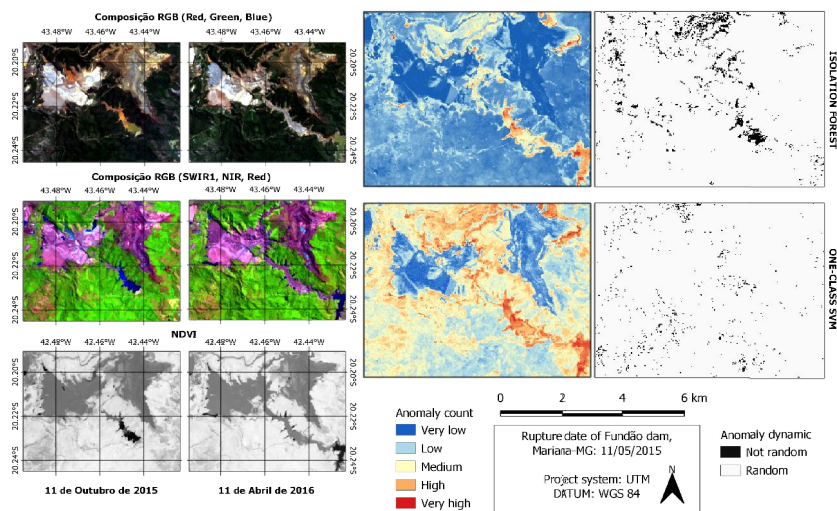 Composição RGB (Red, Green, Blue)
43.48°W 43.46°W 43.44°W
43.48°W 43.46°W 43.44°W
20.20°S
20.22°S
20.24°S
20.20°S
20.22°S
20.24°S
Composição RGB (SWIR1, NIR, Red)
43.48°W 43.46°W 43.44°W
43.48°W 43.46°W 43.44°W
20.20°S
20.22°S
20.24°S
20.20°S
20.22°S
20.24°S
NDVI
43.48°W 43.46°W 43.44°W
43.48°W 43.46°W 43.44°W
20.20°S
20.22°S
20.24°S
20.20°S
20.22°S
20.24°S
11 de Outubro de 2015
11 de Abril de 2016
ISOLATION FOREST
ONE-CLASS SVM
Anomaly count
Very low
Low
Medium
High
Very high
0 2 4 6 km
Rupture date of Fundão dam,
Mariana-MG: 11/05/2015
Project system: UTM
DATUM: WGS 84
N
Anomaly dynamic
Not random
Random